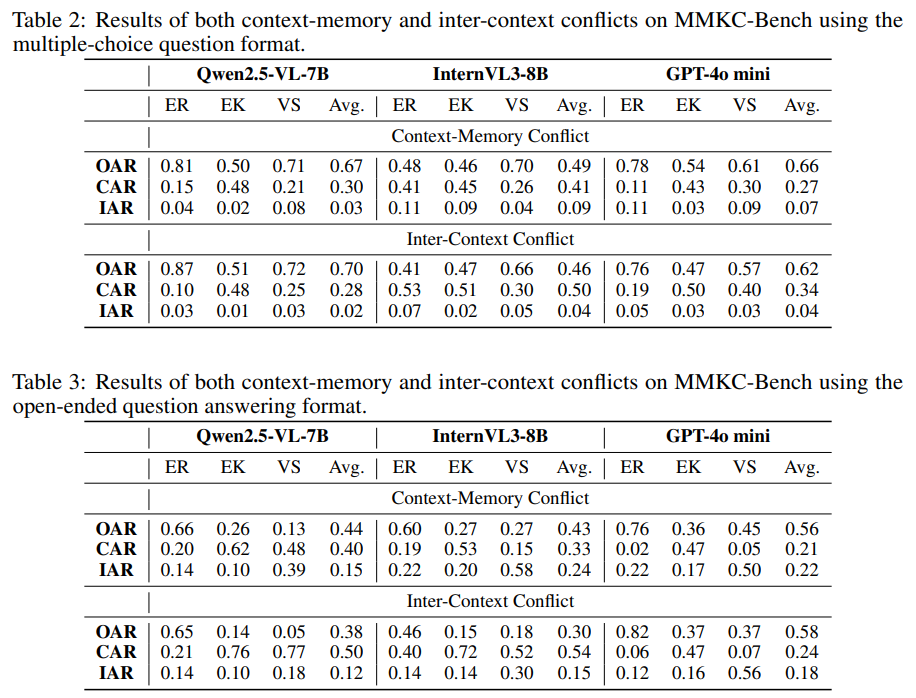 Table 2: Results of both context-memory and inter-context conflicts on MMKC-Bench using the
multiple-choice question format.
Qwen2.5-VL-7B InternVL3-8B GPT-4o mini
ER EK VS Avg. ER EK VS Avg. ER EK VS Avg.
Context-Memory Conflict
OAR 0.81 0.50 0.71 0.67 0.48 0.46 0.70 0.49 0.78 0.54 0.61 0.66
CAR 0.15 0.48 0.21 0.30 0.41 0.45 0.26 0.41 0.11 0.43 0.30 0.27
IAR 0.04 0.02 0.08 0.03 0.11 0.09 0.04 0.09 0.11 0.03 0.09 0.07
Inter-Context Conflict
OAR 0.87 0.51 0.72 0.70 0.41 0.47 0.66 0.46 0.76 0.47 0.57 0.62
CAR 0.10 0.48 0.25 0.28 0.53 0.51 0.30 0.50 0.19 0.50 0.40 0.34
IAR 0.03 0.01 0.03 0.02 0.07 0.02 0.05 0.04 0.05 0.03 0.03 0.04
Table 3: Results of both context-memory and inter-context conflicts on MMKC-Bench using the
open-ended question answering format.
Qwen2.5-VL-7B InternVL3-8B GPT-4o mini
ER EK VS Avg. ER EK VS Avg. ER EK VS Avg.
Context-Memory Conflict
OAR 0.66 0.26 0.13 0.44 0.60 0.27 0.27 0.43 0.76 0.36 0.45 0.56
CAR 0.20 0.62 0.48 0.40 0.19 0.53 0.15 0.33 0.02 0.47 0.05 0.21
IAR 0.14 0.10 0.39 0.15 0.22 0.20 0.58 0.24 0.22 0.17 0.50 0.22
Inter-Context Conflict
OAR 0.65 0.14 0.05 0.38 0.46 0.15 0.18 0.30 0.82 0.37 0.37 0.58
CAR 0.21 0.76 0.77 0.50 0.40 0.72 0.52 0.54 0.06 0.47 0.07 0.24
IAR 0.14 0.10 0.18 0.12 0.14 0.14 0.30 0.15 0.12 0.16 0.56 0.18